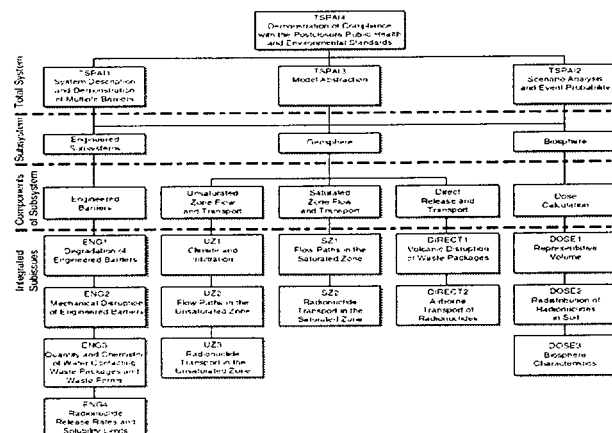 TSPAI4
Demonstration of Compliance
with the Postclosure Public Health
and Environmental Standards
TSPAI1
System Description
and Demonstration
of Multiple Barriers
TSPAI3
Model Abstraction
TSPAI2
Scenario Analysis
and Event Probability
Total System
Subsystem
Engineered
Subsystems
Geosphere
Biosphere
Components
of Subsystem
Engineered
Barriers
Unsaturated
Zone Flow
and Transport
Saturated
Zone Flow
and Transport
Direct
Release and
Transport
Dose
Calculation
Integrated
Subissues
ENG1
Degradation of
Engineered Barriers
UZ1
Climate and
Infiltration
SZ1
Flow Paths in the
Saturated Zone
DIRECT1
Volcanic Disruption
of Waste Packages
DOSE1
Representative
Volume
ENG2
Mechanical Disruption
of Engineered Barriers
UZ2
Flow Paths in the
Unsaturated Zone
SZ2
Radionuclide
Transport in the
Saturated Zone
DIRECT2
Airborne
Transport of
Radionuclides
DOSE2
Redistribution of
Radionuclides
in Soil
ENG3
Quantity and Chemistry
of Water Contacting
Waste Packages and
Waste Forms
UZ3
Radionuclide
Transport in the
Unsaturated Zone
DOSE3
Biosphere
Characteristics
ENG4
Radionuclide
Release Rates and
Solubility Limits